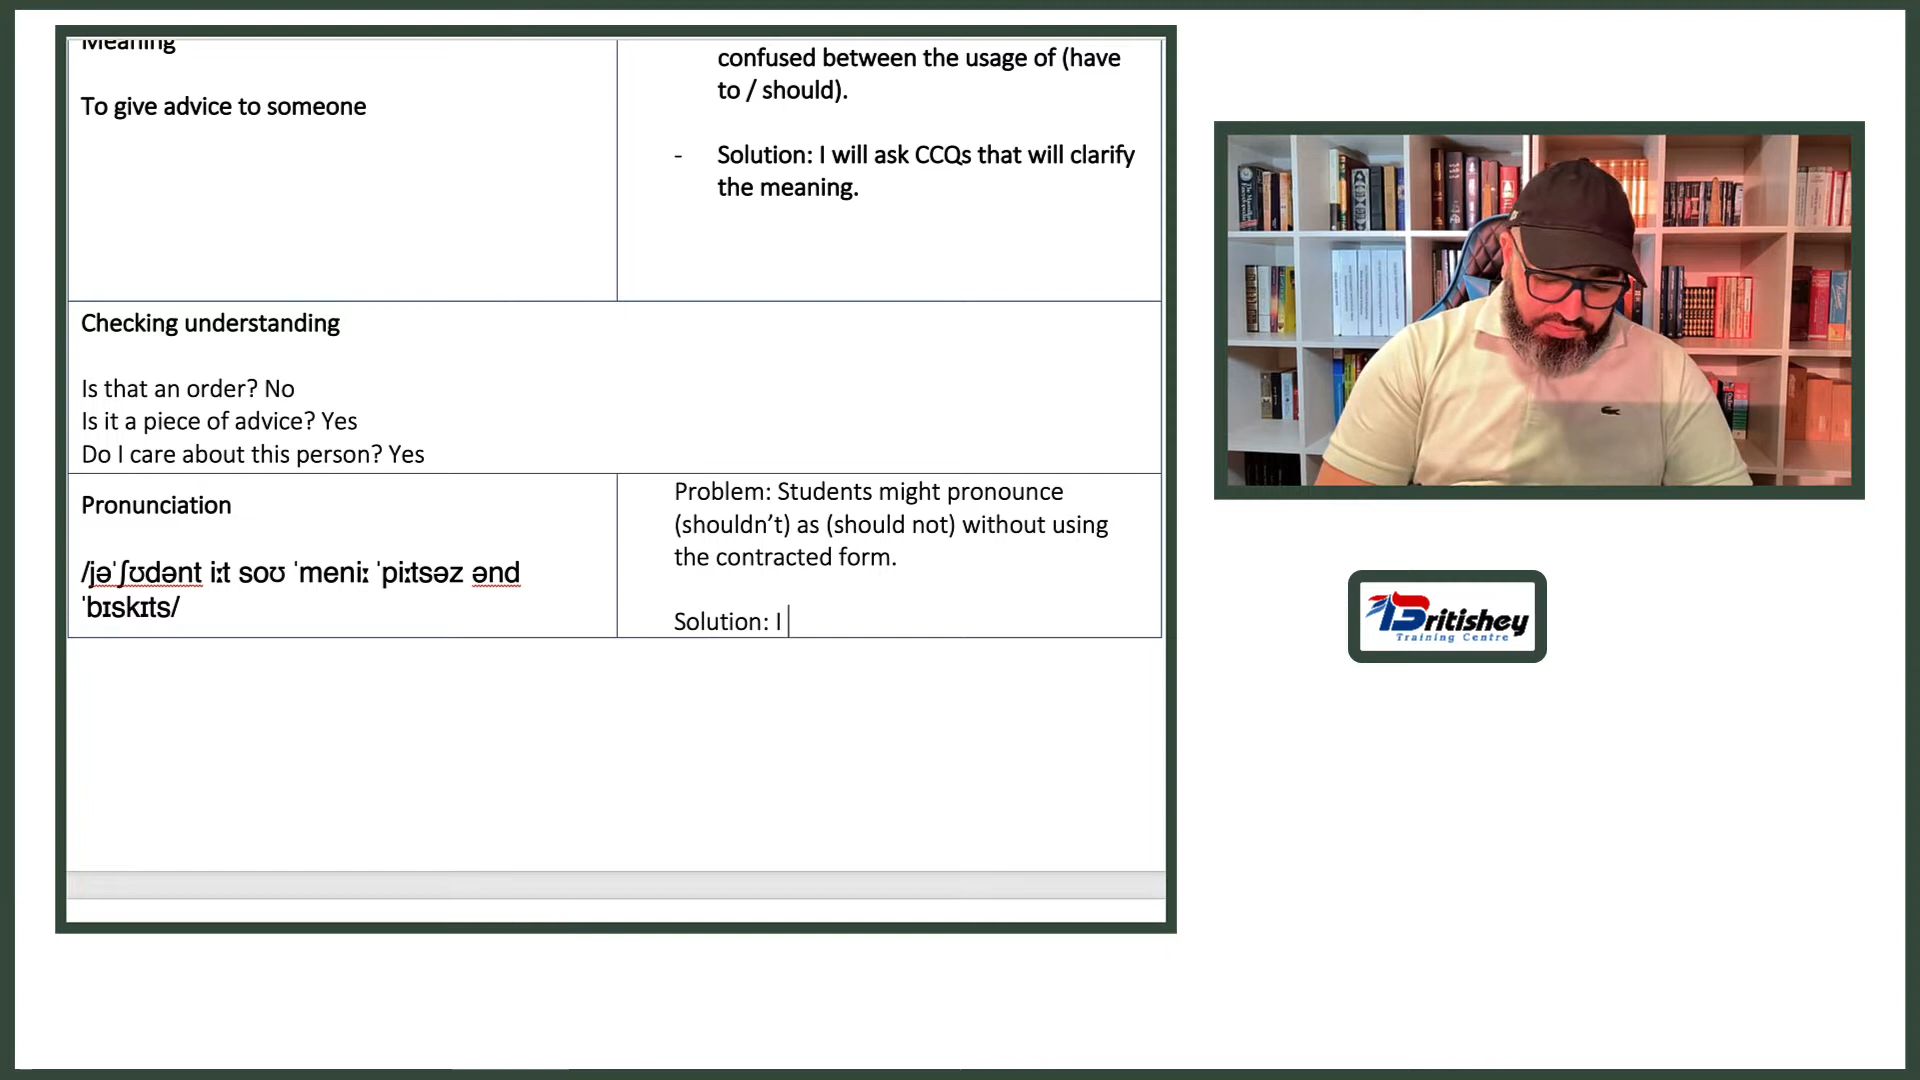 Meaning
To give advice to someone
confused between the usage of (have
to / should).
- Solution: I will ask CCQs that will clarify
the meaning.
Checking understanding
Is that an order? No
Is it a piece of advice? Yes
Do I care about this person? Yes
Pronunciation
/jəˈʃʊdənt iːt soʊ ˈmeniː ˈpiːtsəz ənd
ˈbɪskɪts/
Problem: Students might pronounce
(shouldn’t) as (should not) without using
the contracted form.
Solution: I
Britishey
Training Centre